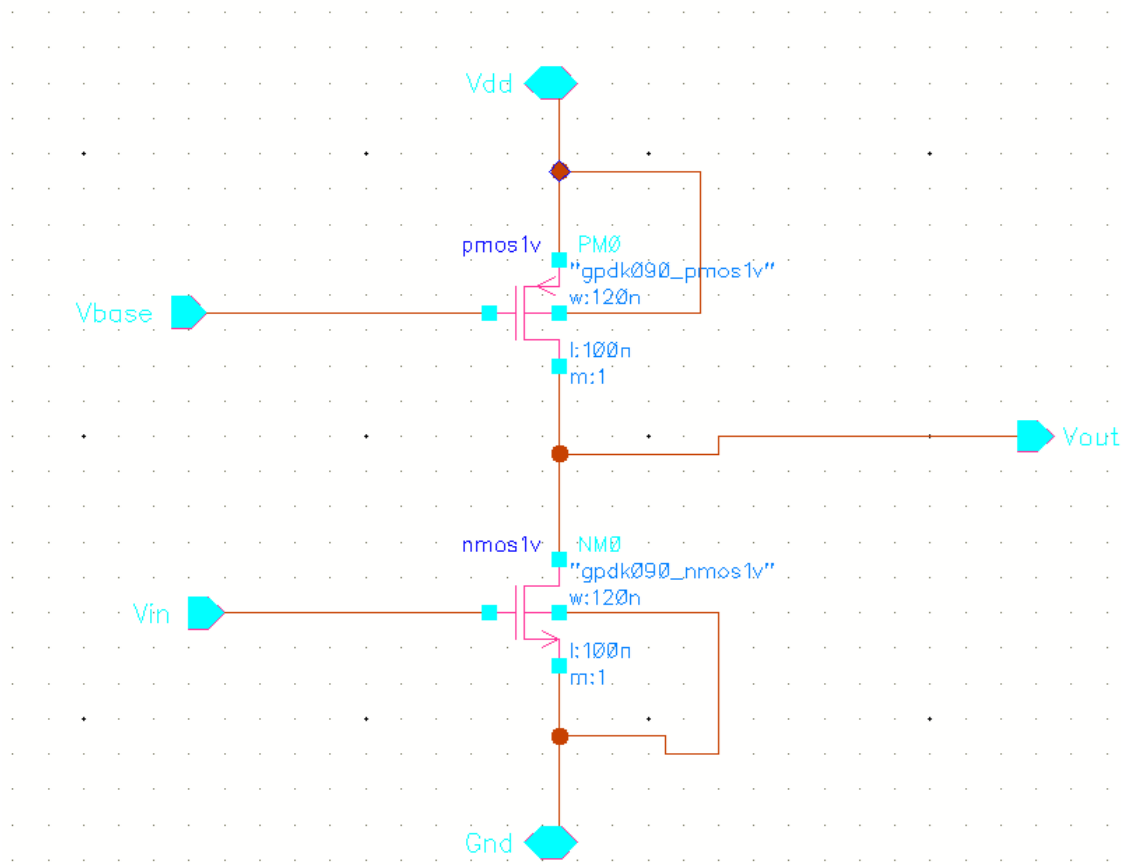 Vdd
pmos1v PM0
"gpdk090_pmos1v"
w:120n
Vbase
l:100n
m:1
Vout
nmos1v NM0
"gpdk090_nmos1v"
w:120n
Vin
l:100n
m:1
Gnd